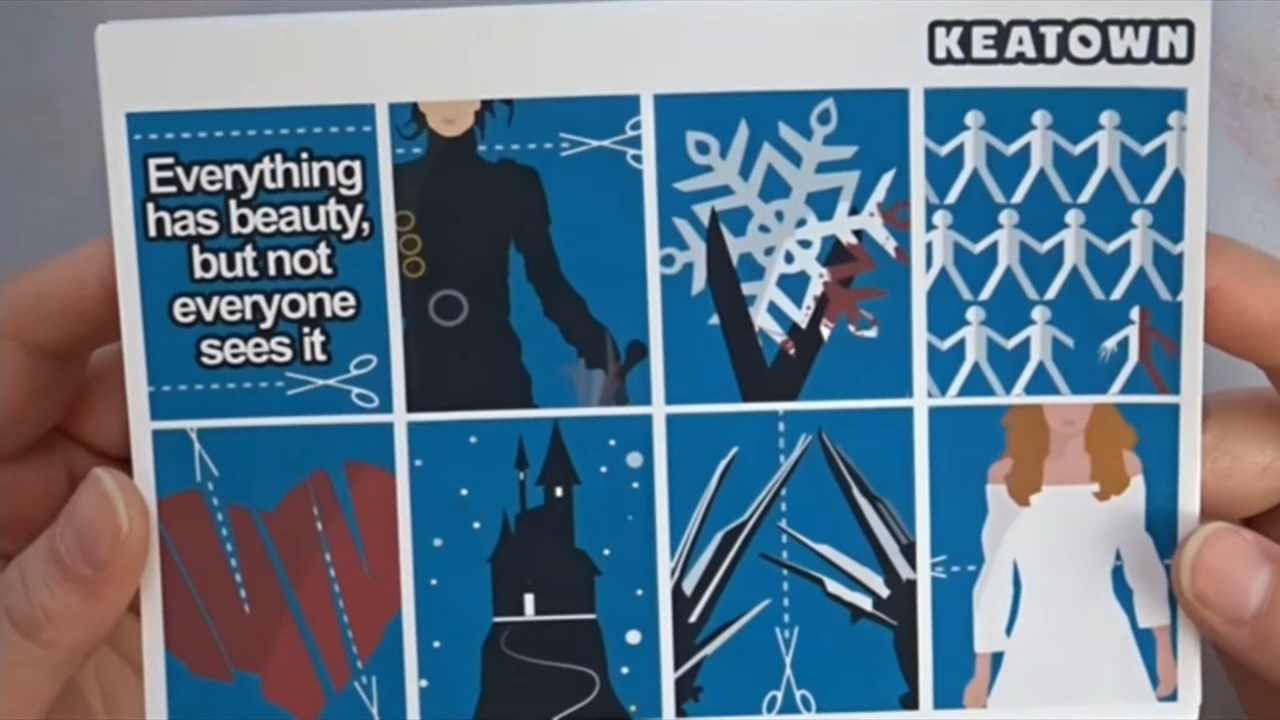 KEATOWN
Everything
has beauty,
but not
everyone
sees it